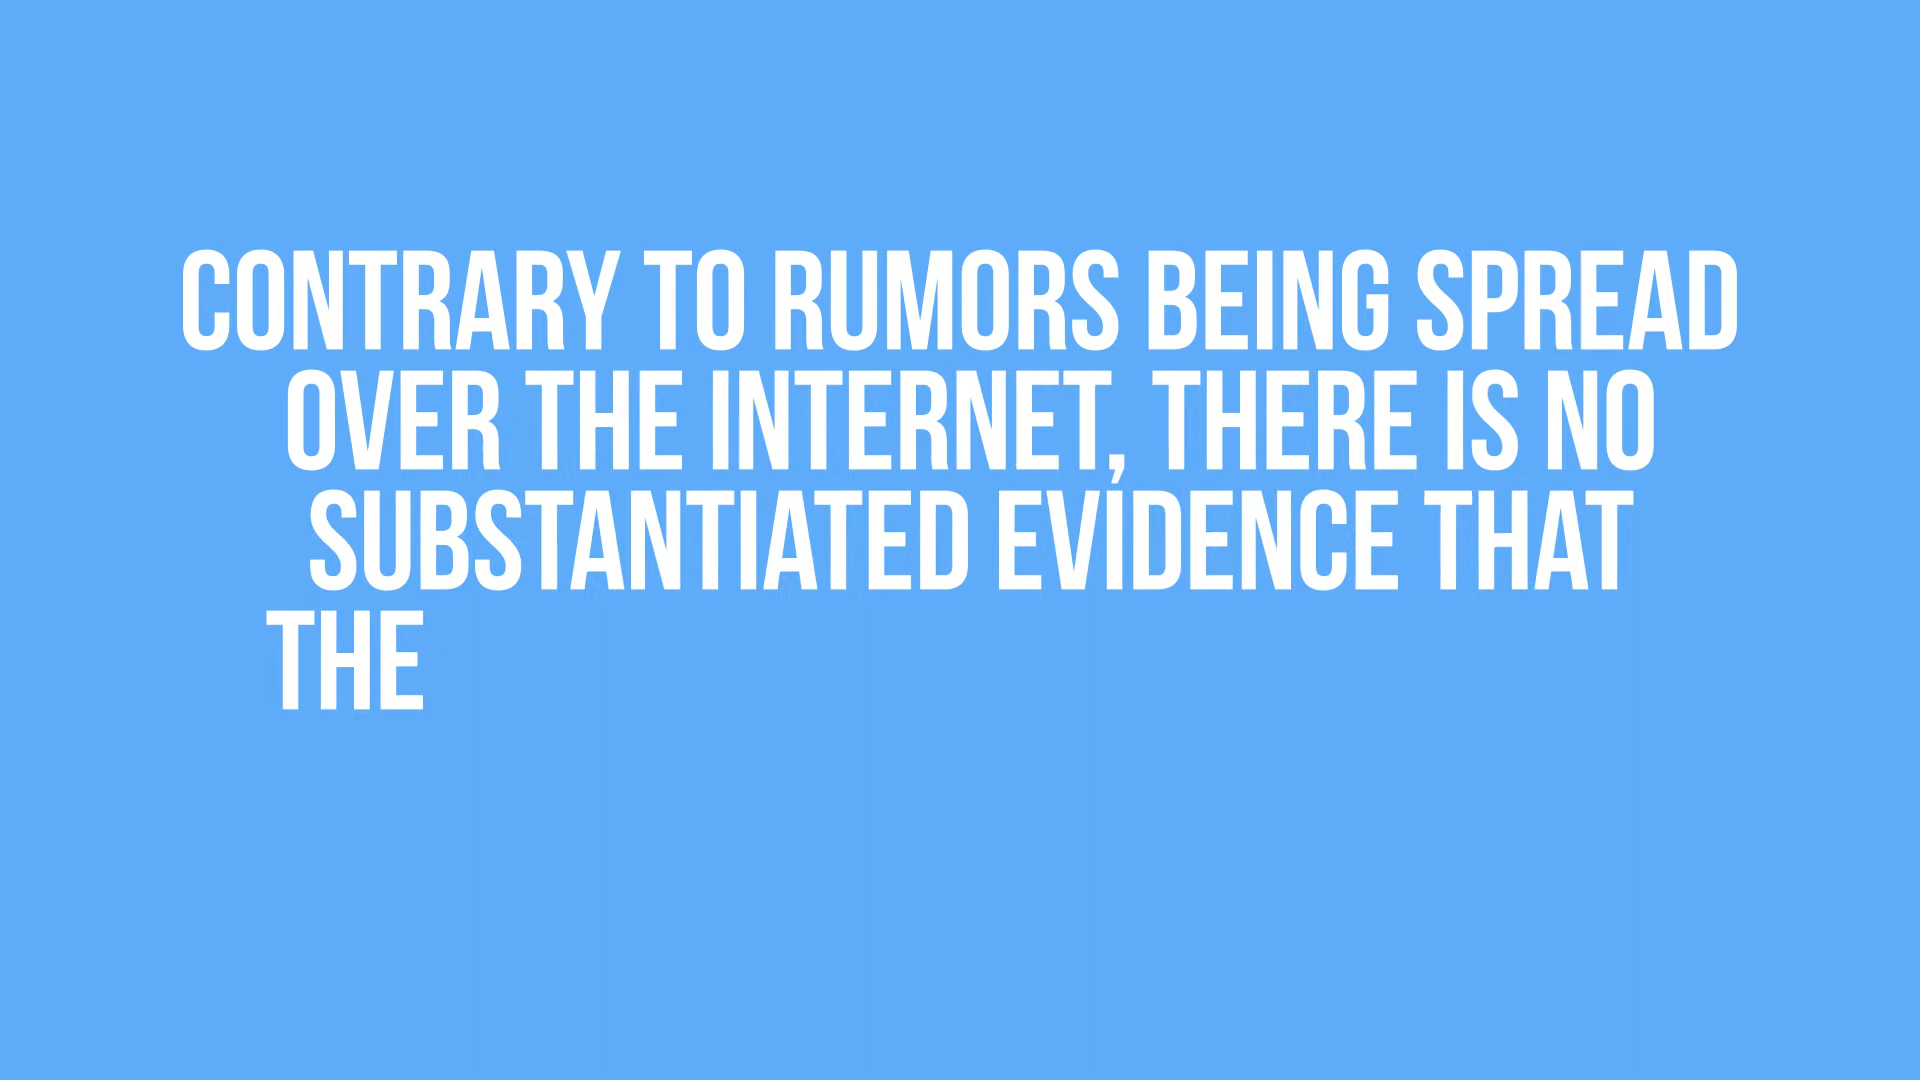 CONTRARY TO RUMORS BEING SPREAD
OVER THE INTERNET, THERE IS NO
SUBSTANTIATED EVIDENCE THAT
THE